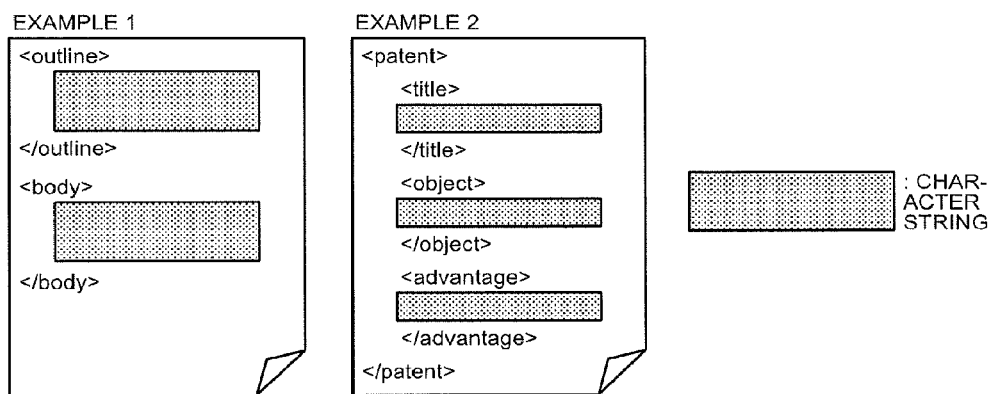 EXAMPLE 1
<outline>
</outline>
<body>
</body>
EXAMPLE 2
<patent>
<title>
</title>
<object>
</object>
<advantage>
</advantage>
</patent>
: CHAR-
ACTER
STRING